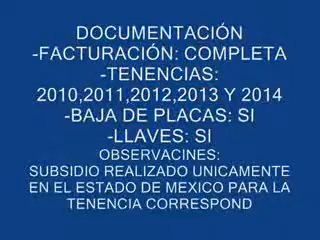 DOCUMENTACIÓN
-FACTURACIÓN: COMPLETA
-TENENCIAS:
2010,2011,2012,2013 Y 2014
-BAJA DE PLACAS: SI
-LLAVES: SI
OBSERVACINES:
SUBSIDIO REALIZADO UNICAMENTE
EN EL ESTADO DE MEXICO PARA LA
TENENCIA CORRESPOND